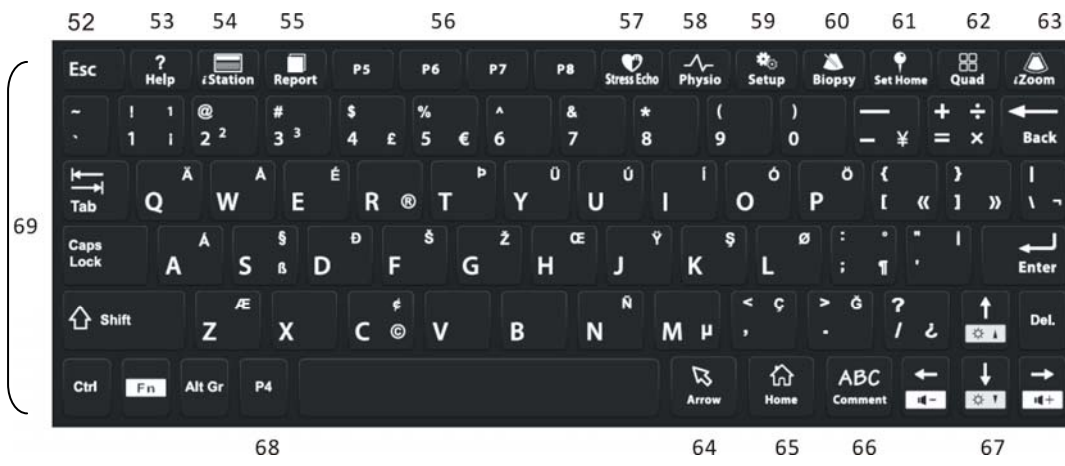 52 53 54 55 56 57 58 59 60 61 62 63
Esc ? Help iStation Report P5 P6 P7 P8 Stress Echo Physio Setup Biopsy Set Home Quad iZoom
~ ` ! 1 1 ¡ @ 2 2 # 3 3 $ 4 £ % 5 € ^ 6 & 7 * 8 ( 9 ) 0 — – ¥ + ÷ = × Back
Tab Q Ä W Å E É R ® T Þ Y Ü U Ú I Í O Ó P Ö { [ « } ] » | \ ¬
69
Caps Lock A Á S § ß D Ð F Š G Ž H Œ J Ÿ K Ş L Ø : ° ; ¶ " ' Enter
Shift Z Æ X C ¢ © V B N Ñ M µ < Ç , > Ğ . ? / ¿ ↑ Del.
Ctrl Fn Alt Gr P4 Arrow Home ABC Comment ← – ↓ → +
68 64 65 66 67